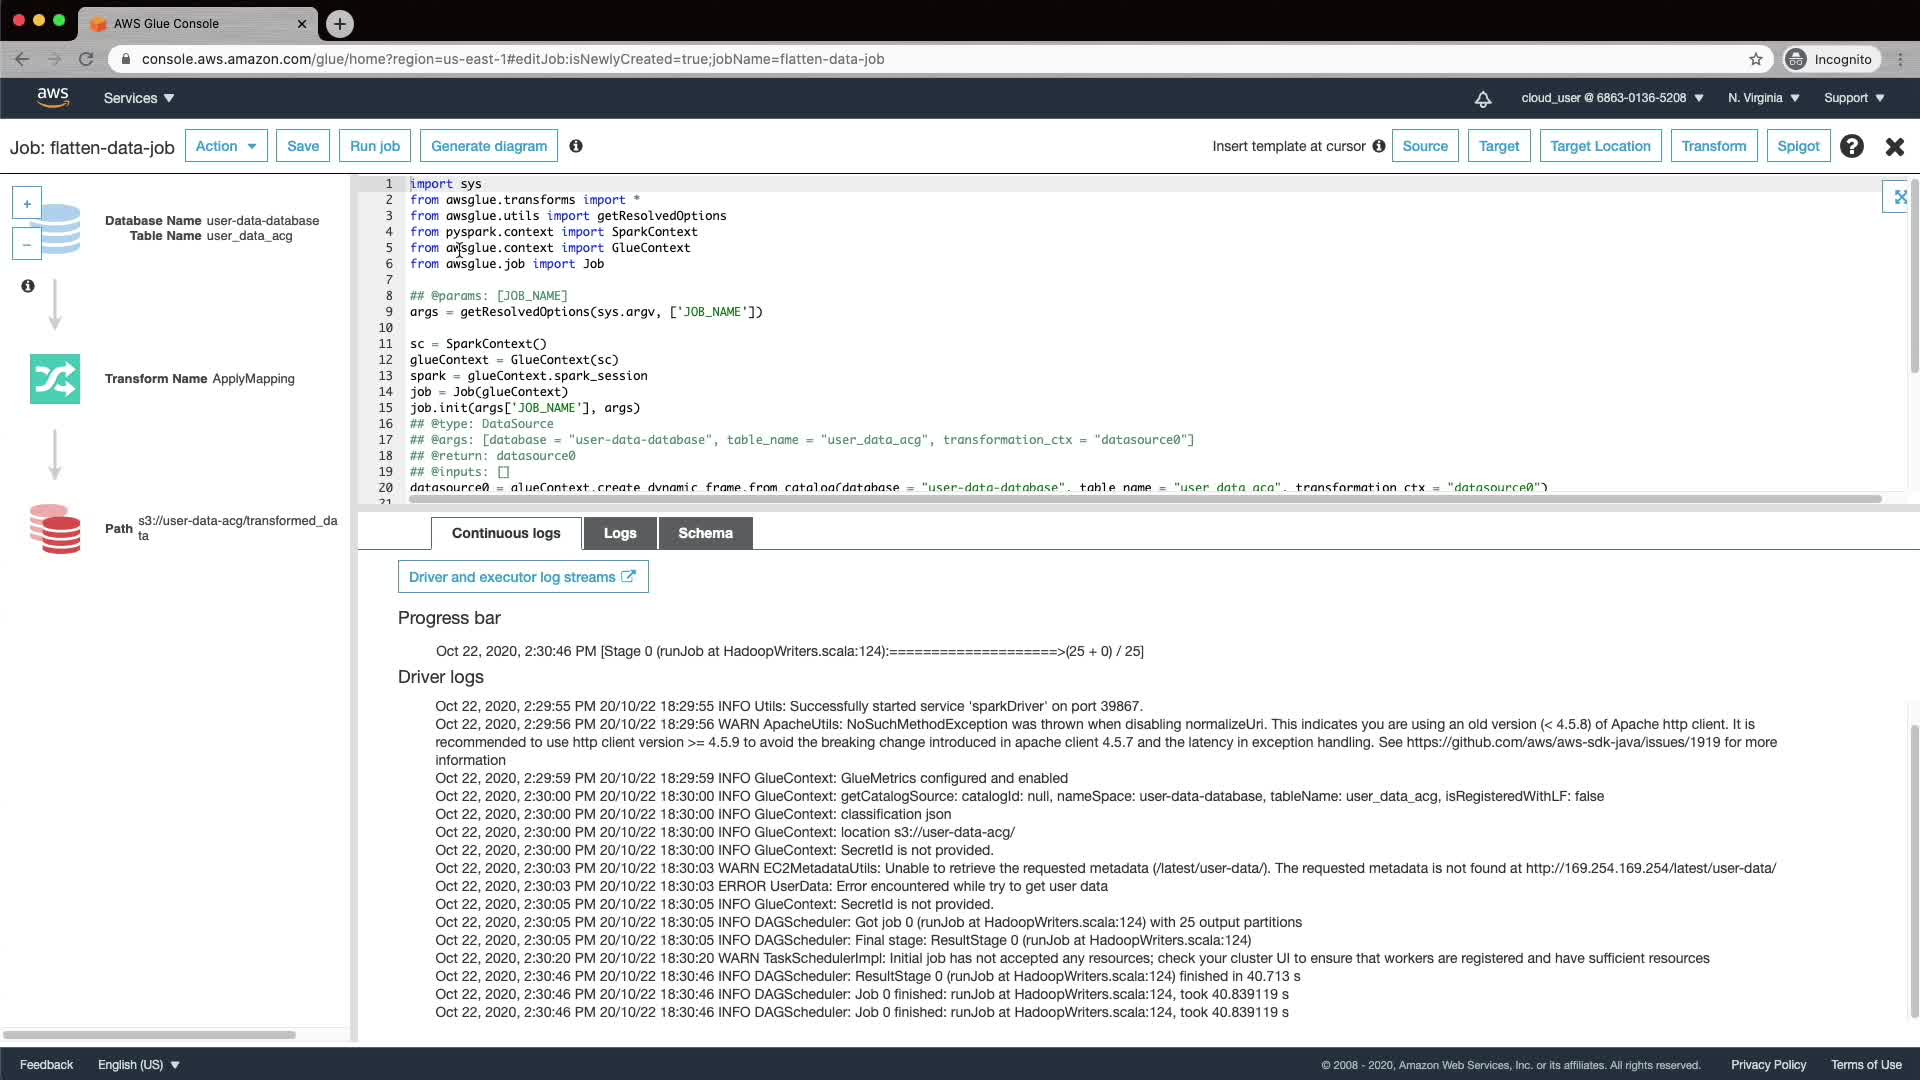 AWS Glue Console
console.aws.amazon.com/glue/home?region=us-east-1#editJob:isNewlyCreated=true;jobName=flatten-data-job
Incognito
aws
Services
cloud_user @ 6863-0136-5208
N. Virginia
Support
Job: flatten-data-job
Action
Save
Run job
Generate diagram
Insert template at cursor
Source
Target
Target Location
Transform
Spigot
Database Name user-data-database
Table Name user_data_acg
Transform Name ApplyMapping
Path s3://user-data-acg/transformed_da
ta
1 import sys
2 from awsglue.transforms import *
3 from awsglue.utils import getResolvedOptions
4 from pyspark.context import SparkContext
5 from awsglue.context import GlueContext
6 from awsglue.job import Job
7
8 ## @params: [JOB_NAME]
9 args = getResolvedOptions(sys.argv, ['JOB_NAME'])
10
11 sc = SparkContext()
12 glueContext = GlueContext(sc)
13 spark = glueContext.spark_session
14 job = Job(glueContext)
15 job.init(args['JOB_NAME'], args)
16 ## @type: DataSource
17 ## @args: [database = "user-data-database", table_name = "user_data_acg", transformation_ctx = "datasource0"]
18 ## @return: datasource0
19 ## @inputs: []
20 datasource0 = glueContext.create_dynamic_frame.from_catalog(database = "user-data-database", table_name = "user_data_acg", transformation_ctx = "datasource0")
21
Continuous logs
Logs
Schema
Driver and executor log streams
Progress bar
Oct 22, 2020, 2:30:46 PM [Stage 0 (runJob at HadoopWriters.scala:124):====================>(25 + 0) / 25]
Driver logs
Oct 22, 2020, 2:29:55 PM 20/10/22 18:29:55 INFO Utils: Successfully started service 'sparkDriver' on port 39867.
Oct 22, 2020, 2:29:56 PM 20/10/22 18:29:56 WARN ApacheUtils: NoSuchMethodException was thrown when disabling normalizeUri. This indicates you are using an old version (< 4.5.8) of Apache http client. It is
recommended to use http client version >= 4.5.9 to avoid the breaking change introduced in apache client 4.5.7 and the latency in exception handling. See https://github.com/aws/aws-sdk-java/issues/1919 for more
information
Oct 22, 2020, 2:29:59 PM 20/10/22 18:29:59 INFO GlueContext: GlueMetrics configured and enabled
Oct 22, 2020, 2:30:00 PM 20/10/22 18:30:00 INFO GlueContext: getCatalogSource: catalogId: null, nameSpace: user-data-database, tableName: user_data_acg, isRegisteredWithLF: false
Oct 22, 2020, 2:30:00 PM 20/10/22 18:30:00 INFO GlueContext: classification json
Oct 22, 2020, 2:30:00 PM 20/10/22 18:30:00 INFO GlueContext: location s3://user-data-acg/
Oct 22, 2020, 2:30:00 PM 20/10/22 18:30:00 INFO GlueContext: SecretId is not provided.
Oct 22, 2020, 2:30:03 PM 20/10/22 18:30:03 WARN EC2MetadataUtils: Unable to retrieve the requested metadata (/latest/user-data/). The requested metadata is not found at http://169.254.169.254/latest/user-data/
Oct 22, 2020, 2:30:03 PM 20/10/22 18:30:03 ERROR UserData: Error encountered while try to get user data
Oct 22, 2020, 2:30:05 PM 20/10/22 18:30:05 INFO GlueContext: SecretId is not provided.
Oct 22, 2020, 2:30:05 PM 20/10/22 18:30:05 INFO DAGScheduler: Got job 0 (runJob at HadoopWriters.scala:124) with 25 output partitions
Oct 22, 2020, 2:30:05 PM 20/10/22 18:30:05 INFO DAGScheduler: Final stage: ResultStage 0 (runJob at HadoopWriters.scala:124)
Oct 22, 2020, 2:30:20 PM 20/10/22 18:30:20 WARN TaskSchedulerImpl: Initial job has not accepted any resources; check your cluster UI to ensure that workers are registered and have sufficient resources
Oct 22, 2020, 2:30:46 PM 20/10/22 18:30:46 INFO DAGScheduler: ResultStage 0 (runJob at HadoopWriters.scala:124) finished in 40.713 s
Oct 22, 2020, 2:30:46 PM 20/10/22 18:30:46 INFO DAGScheduler: Job 0 finished: runJob at HadoopWriters.scala:124, took 40.839119 s
Oct 22, 2020, 2:30:46 PM 20/10/22 18:30:46 INFO DAGScheduler: Job 0 finished: runJob at HadoopWriters.scala:124, took 40.839119 s
Feedback
English (US)
© 2008 - 2020, Amazon Web Services, Inc. or its affiliates. All rights reserved.
Privacy Policy
Terms of Use